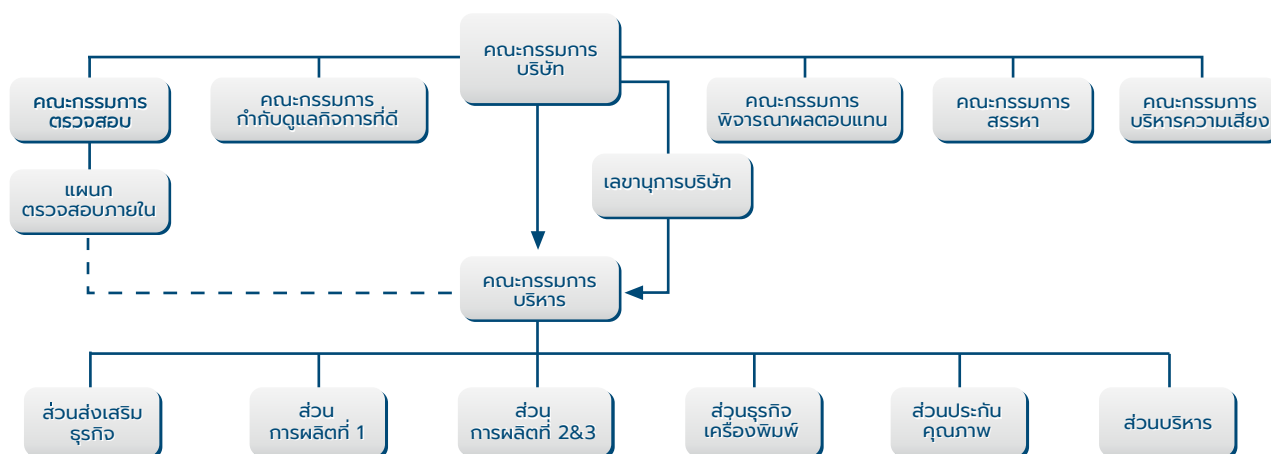 คณะกรรมการ
บริษัท
คณะกรรมการ
ตรวจสอบ
คณะกรรมการ
กำกับดูแลกิจการที่ดี
คณะกรรมการ
พิจารณาผลตอบแทน
คณะกรรมการ
สรรหา
คณะกรรมการ
บริหารความเสี่ยง
แผนก
ตรวจสอบภายใน
เลขานุการบริษัท
คณะกรรมการ
บริหาร
ส่วนส่งเสริม
ธุรกิจ
ส่วน
การผลิตที่ 1
ส่วน
การผลิตที่ 2&3
ส่วนธุรกิจ
เครื่องพิมพ์
ส่วนประกัน
คุณภาพ
ส่วนบริหาร